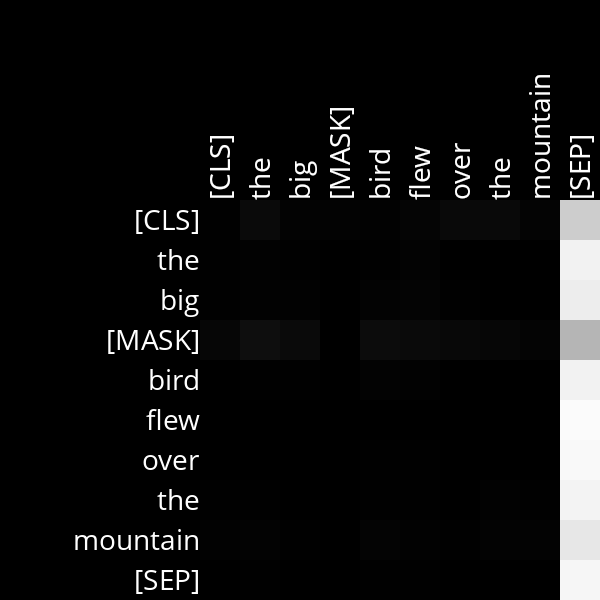 [CLS]
the
big
[MASK]
bird
flew
over
the
mountain
[SEP]
[CLS]
the
big
[MASK]
bird
flew
over
the
mountain
[SEP]